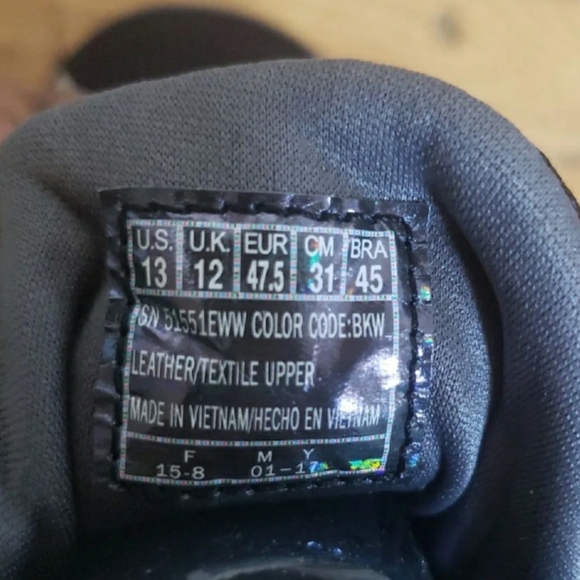 U.S. U.K. EUR CM BRA
13 12 47.5 31 45
SN 51551EWW COLOR CODE:BKW
LEATHER/TEXTILE UPPER
MADE IN VIETNAM/HECHO EN VIETNAM
F M Y
15-8 01-17